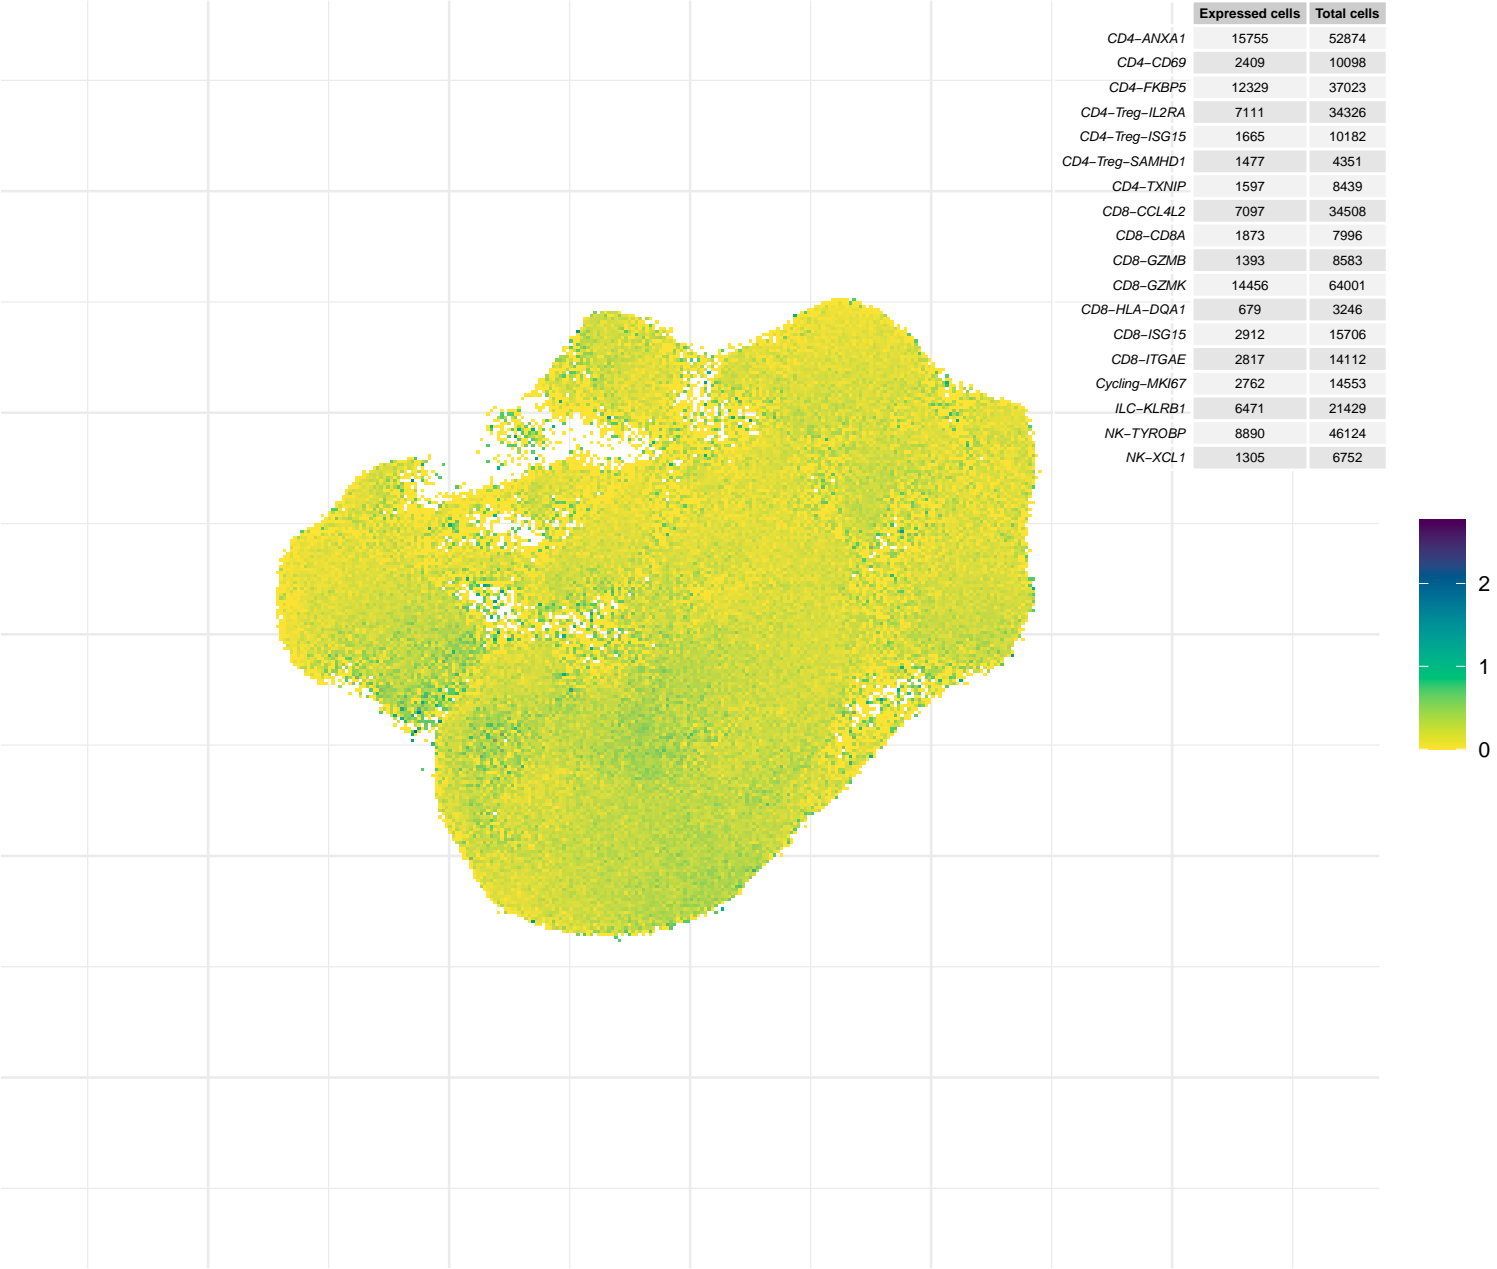 Expressed cells Total cells
CD4−ANXA1 15755 52874
CD4−CD69 2409 10098
CD4−FKBP5 12329 37023
CD4−Treg−IL2RA 7111 34326
CD4−Treg−ISG15 1665 10182
CD4−Treg−SAMHD1 1477 4351
CD4−TXNIP 1597 8439
CD8−CCL4L2 7097 34508
CD8−CD8A 1873 7996
CD8−GZMB 1393 8583
CD8−GZMK 14456 64001
CD8−HLA−DQA1 679 3246
CD8−ISG15 2912 15706
CD8−ITGAE 2817 14112
Cycling−MKI67 2762 14553
ILC−KLRB1 6471 21429
NK−TYROBP 8890 46124
NK−XCL1 1305 6752
2
1
0